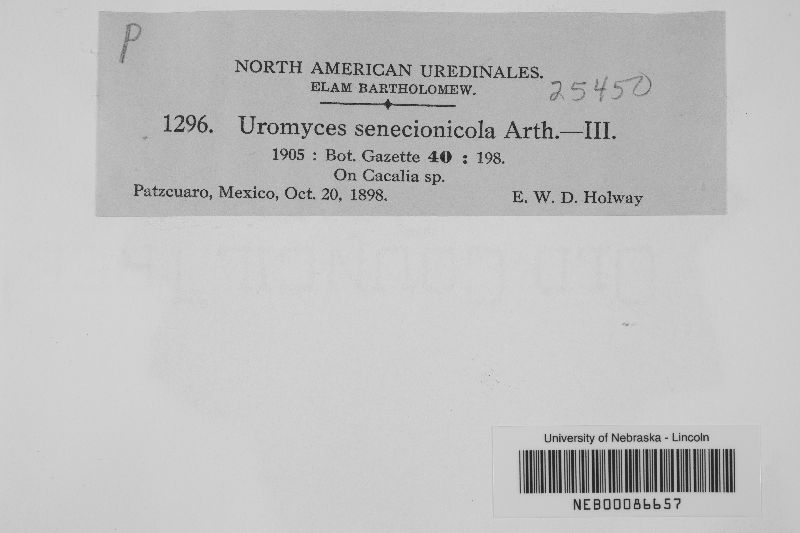 P
NORTH AMERICAN UREDINALES.
ELAM BARTHOLOMEW.
25450
1296. Uromyces senecionicola Arth.—III.
1905 : Bot. Gazette 40 : 198.
On Cacalia sp.
Patzcuaro, Mexico, Oct. 20, 1898. E. W. D. Holway
University of Nebraska - Lincoln
NEB00086657